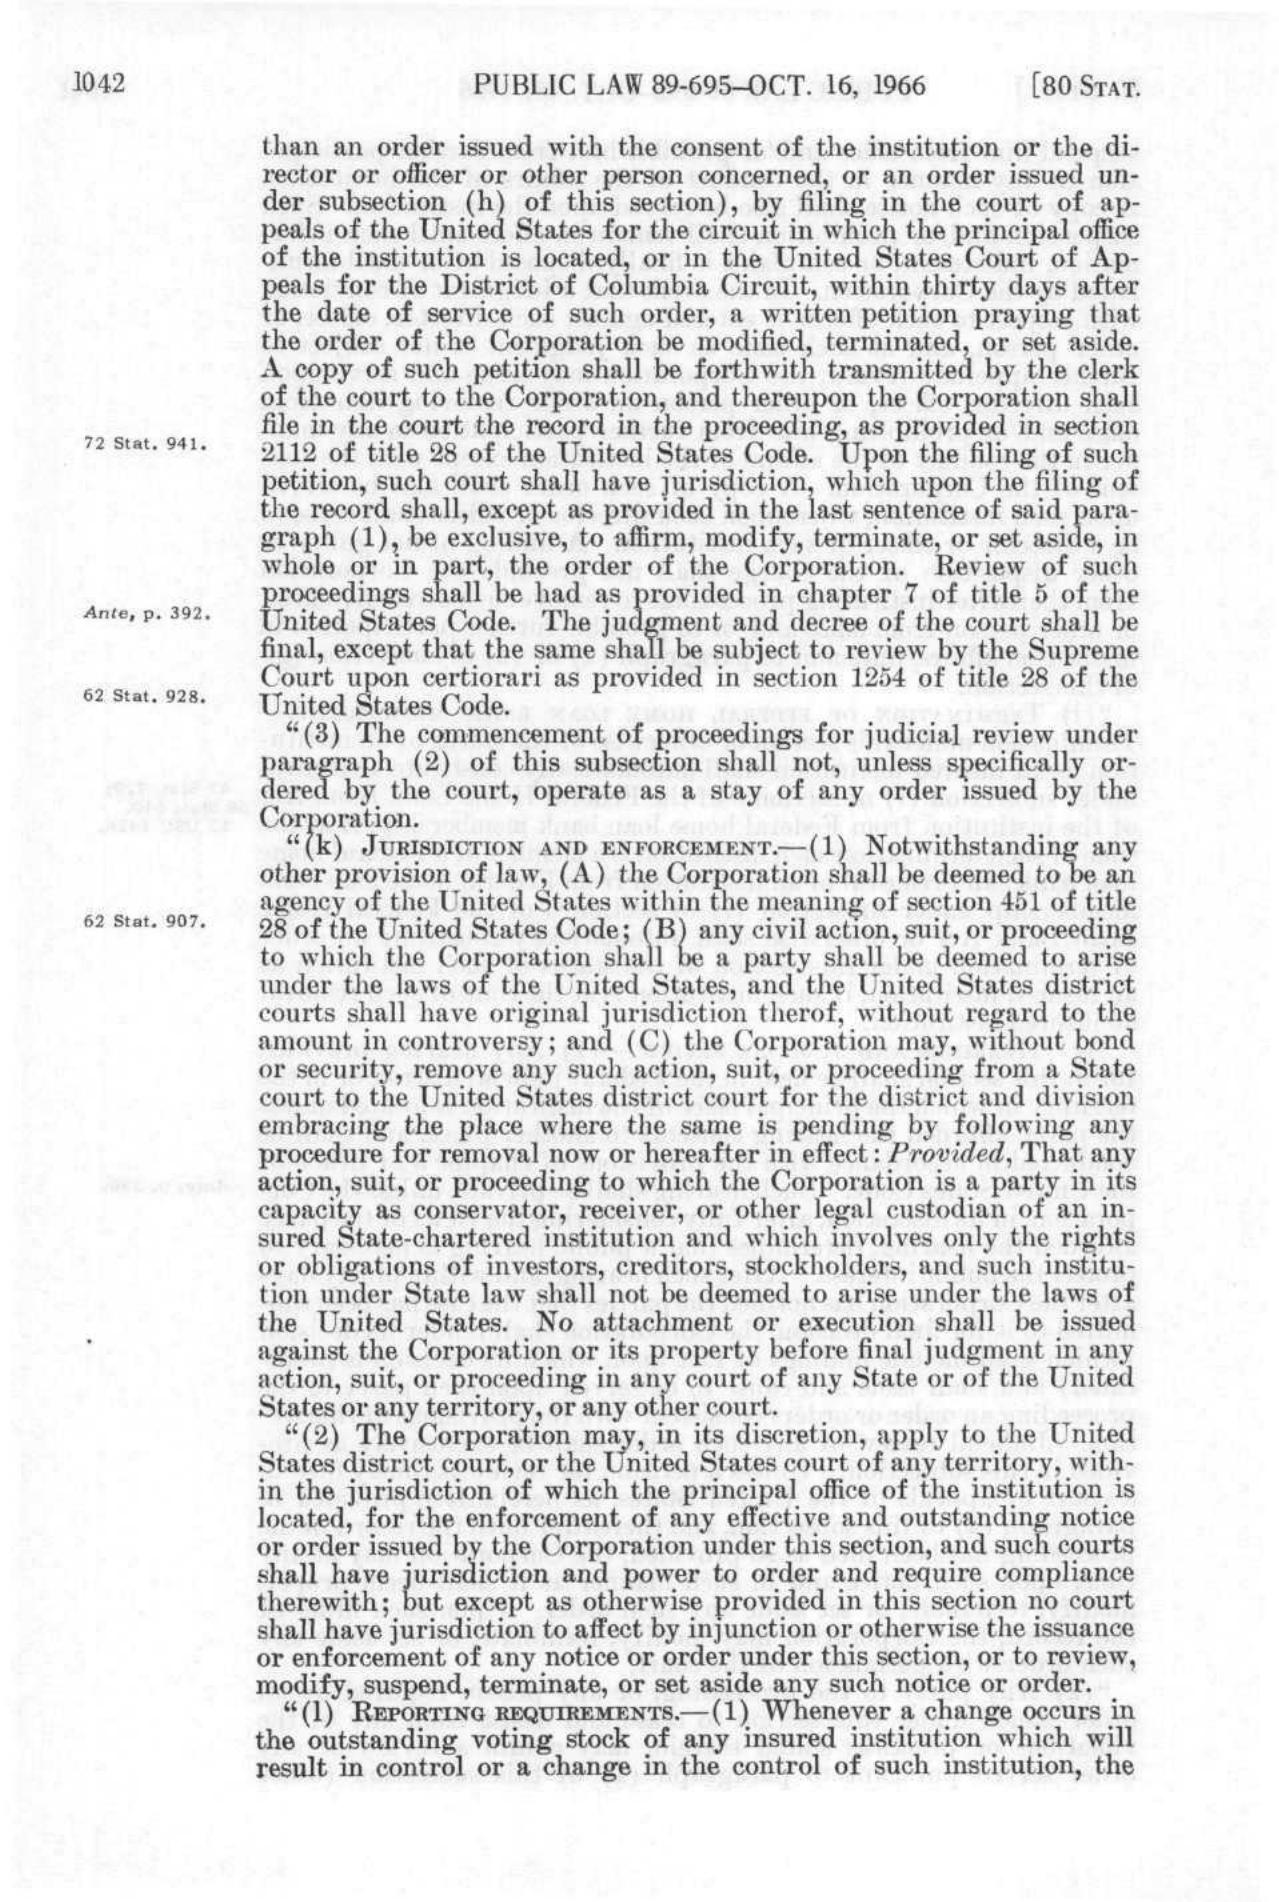 1042
PUBLIC LAW 89-695—OCT. 16, 1966
[80 STAT.
than an order issued with the consent of the institution or the di-
rector or officer or other person concerned, or an order issued un-
der subsection (h) of this section), by filing in the court of ap-
peals of the United States for the circuit in which the principal office
of the institution is located, or in the United States Court of Ap-
peals for the District of Columbia Circuit, within thirty days after
the date of service of such order, a written petition praying that
the order of the Corporation be modified, terminated, or set aside.
A copy of such petition shall be forthwith transmitted by the clerk
of the court to the Corporation, and thereupon the Corporation shall
file in the court the record in the proceeding, as provided in section
72 Stat. 941.
2112 of title 28 of the United States Code. Upon the filing of such
petition, such court shall have jurisdiction, which upon the filing of
the record shall, except as provided in the last sentence of said para-
graph (1), be exclusive, to affirm, modify, terminate, or set aside, in
whole or in part, the order of the Corporation. Review of such
proceedings shall be had as provided in chapter 7 of title 5 of the
Ante, p. 392.
United States Code. The judgment and decree of the court shall be
final, except that the same shall be subject to review by the Supreme
Court upon certiorari as provided in section 1254 of title 28 of the
62 Stat. 928.
United States Code.
"(3) The commencement of proceedings for judicial review under
paragraph (2) of this subsection shall not, unless specifically or-
dered by the court, operate as a stay of any order issued by the
Corporation.
"(k) JURISDICTION AND ENFORCEMENT.—(1) Notwithstanding any
other provision of law, (A) the Corporation shall be deemed to be an
agency of the United States within the meaning of section 451 of title
62 Stat. 907.
28 of the United States Code; (B) any civil action, suit, or proceeding
to which the Corporation shall be a party shall be deemed to arise
under the laws of the United States, and the United States district
courts shall have original jurisdiction therof, without regard to the
amount in controversy; and (C) the Corporation may, without bond
or security, remove any such action, suit, or proceeding from a State
court to the United States district court for the district and division
embracing the place where the same is pending by following any
procedure for removal now or hereafter in effect: Provided, That any
action, suit, or proceeding to which the Corporation is a party in its
capacity as conservator, receiver, or other legal custodian of an in-
sured State-chartered institution and which involves only the rights
or obligations of investors, creditors, stockholders, and such institu-
tion under State law shall not be deemed to arise under the laws of
the United States. No attachment or execution shall be issued
against the Corporation or its property before final judgment in any
action, suit, or proceeding in any court of any State or of the United
States or any territory, or any other court.
"(2) The Corporation may, in its discretion, apply to the United
States district court, or the United States court of any territory, with-
in the jurisdiction of which the principal office of the institution is
located, for the enforcement of any effective and outstanding notice
or order issued by the Corporation under this section, and such courts
shall have jurisdiction and power to order and require compliance
therewith; but except as otherwise provided in this section no court
shall have jurisdiction to affect by injunction or otherwise the issuance
or enforcement of any notice or order under this section, or to review,
modify, suspend, terminate, or set aside any such notice or order.
"(l) REPORTING REQUIREMENTS.—(1) Whenever a change occurs in
the outstanding voting stock of any insured institution which will
result in control or a change in the control of such institution, the